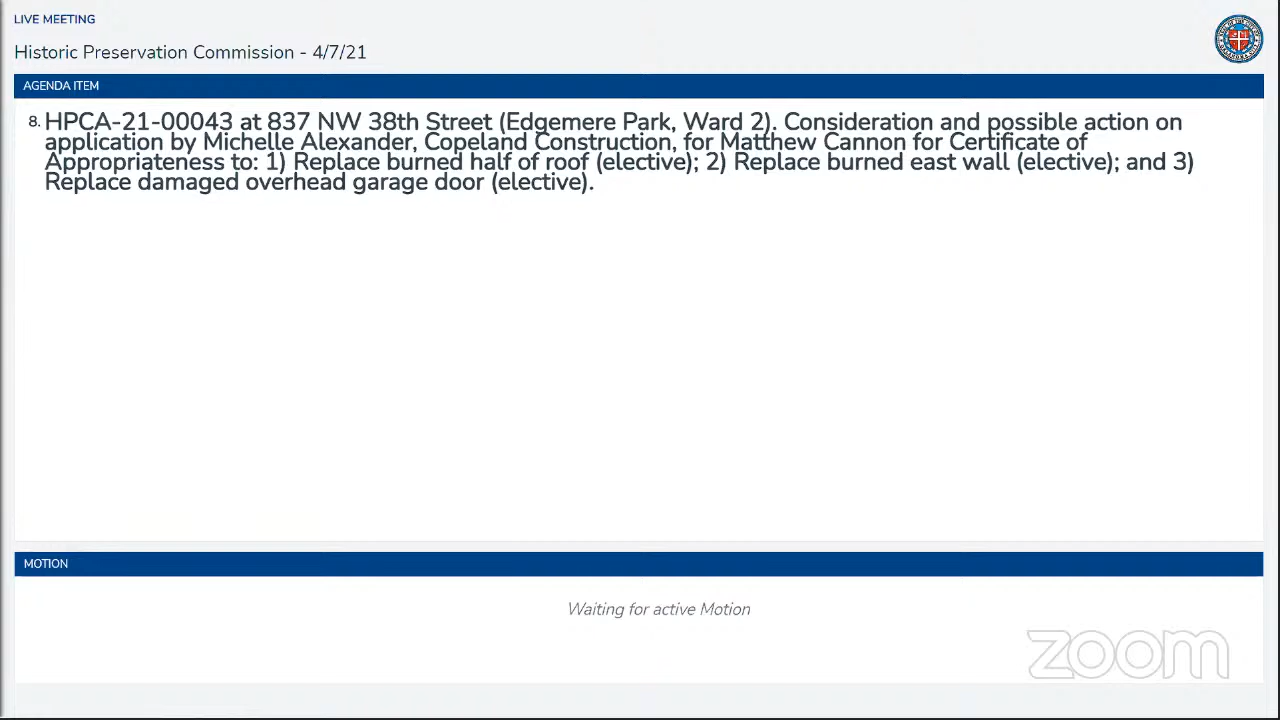 LIVE MEETING
Historic Preservation Commission - 4/7/21
AGENDA ITEM
8. HPCA-21-00043 at 837 NW 38th Street (Edgemere Park, Ward 2). Consideration and possible action on
application by Michelle Alexander, Copeland Construction, for Matthew Cannon for Certificate of
Appropriateness to: 1) Replace burned half of roof (elective); 2) Replace burned east wall (elective); and 3)
Replace damaged overhead garage door (elective).
MOTION
Waiting for active Motion
zoom